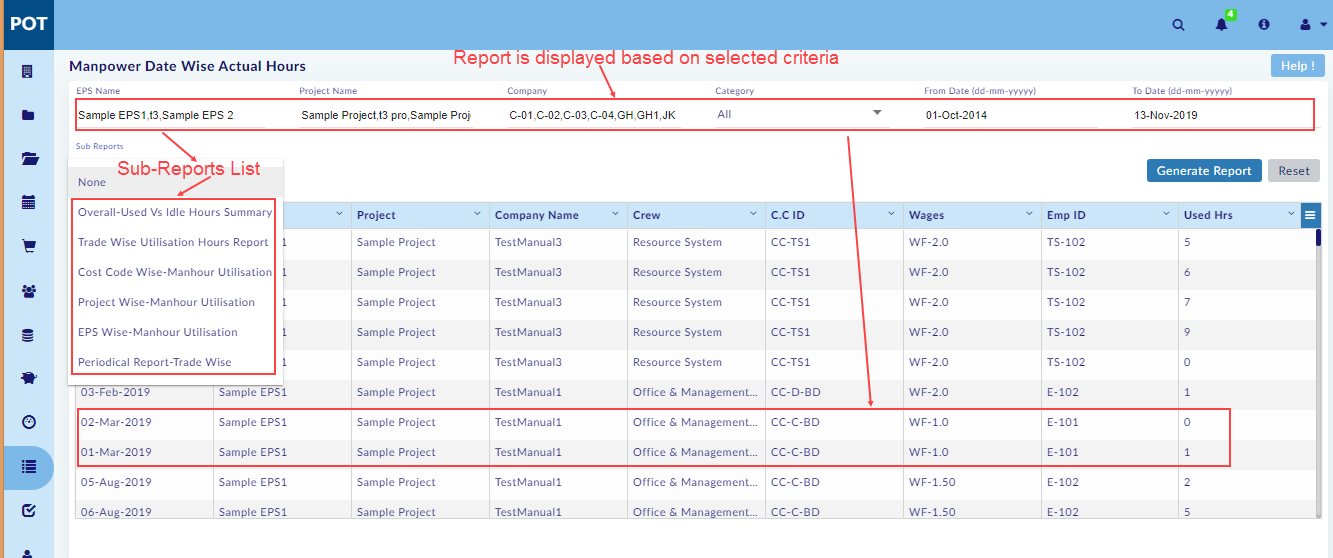 POT
4
Report is displayed based on selected criteria
Manpower Date Wise Actual Hours
Help !
EPS Name Project Name Company Category From Date (dd-mm-yyyyy) To Date (dd-mm-yyyyy)
Sample EPS1,t3,Sample EPS 2 Sample Project,t3 pro,Sample Proj C-01,C-02,C-03,C-04,GH,GH1,JK All 01-Oct-2014 13-Nov-2019
Sub Reports
Sub-Reports List
None
Generate Report Reset
Overall-Used Vs Idle Hours Summary
Trade Wise Utilisation Hours Report
Cost Code Wise-Manhour Utilisation
Project Wise-Manhour Utilisation
EPS Wise-Manhour Utilisation
Periodical Report-Trade Wise
Project Company Name Crew C.C ID Wages Emp ID Used Hrs
1 Sample Project TestManual3 Resource System CC-TS1 WF-2.0 TS-102 5
1 Sample Project TestManual3 Resource System CC-TS1 WF-2.0 TS-102 6
1 Sample Project TestManual3 Resource System CC-TS1 WF-2.0 TS-102 7
1 Sample Project TestManual3 Resource System CC-TS1 WF-2.0 TS-102 9
1 Sample Project TestManual3 Resource System CC-TS1 WF-2.0 TS-102 0
03-Feb-2019 Sample EPS1 Sample Project TestManual1 Office & Management... CC-D-BD WF-2.0 E-102 1
02-Mar-2019 Sample EPS1 Sample Project TestManual1 Office & Management... CC-C-BD WF-1.0 E-101 0
01-Mar-2019 Sample EPS1 Sample Project TestManual1 Office & Management... CC-C-BD WF-1.0 E-101 1
05-Aug-2019 Sample EPS1 Sample Project TestManual1 Office & Management... CC-C-BD WF-1.50 E-102 2
06-Aug-2019 Sample EPS1 Sample Project TestManual1 Office & Management... CC-C-BD WF-1.50 E-102 5